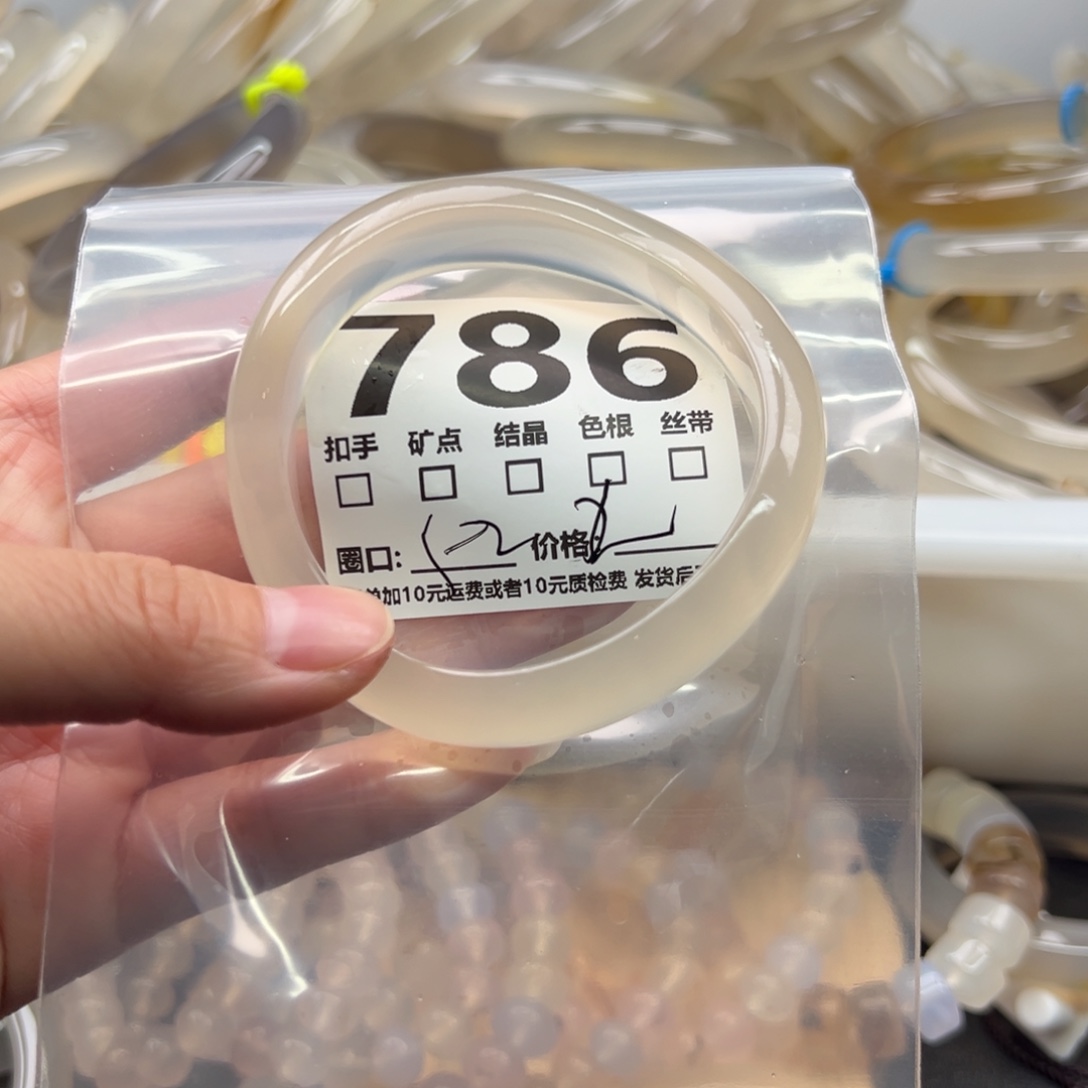 786
扣手 矿点 结晶 色根 丝带
圈口: 价格
加10元运费或者10元质检费 发货后